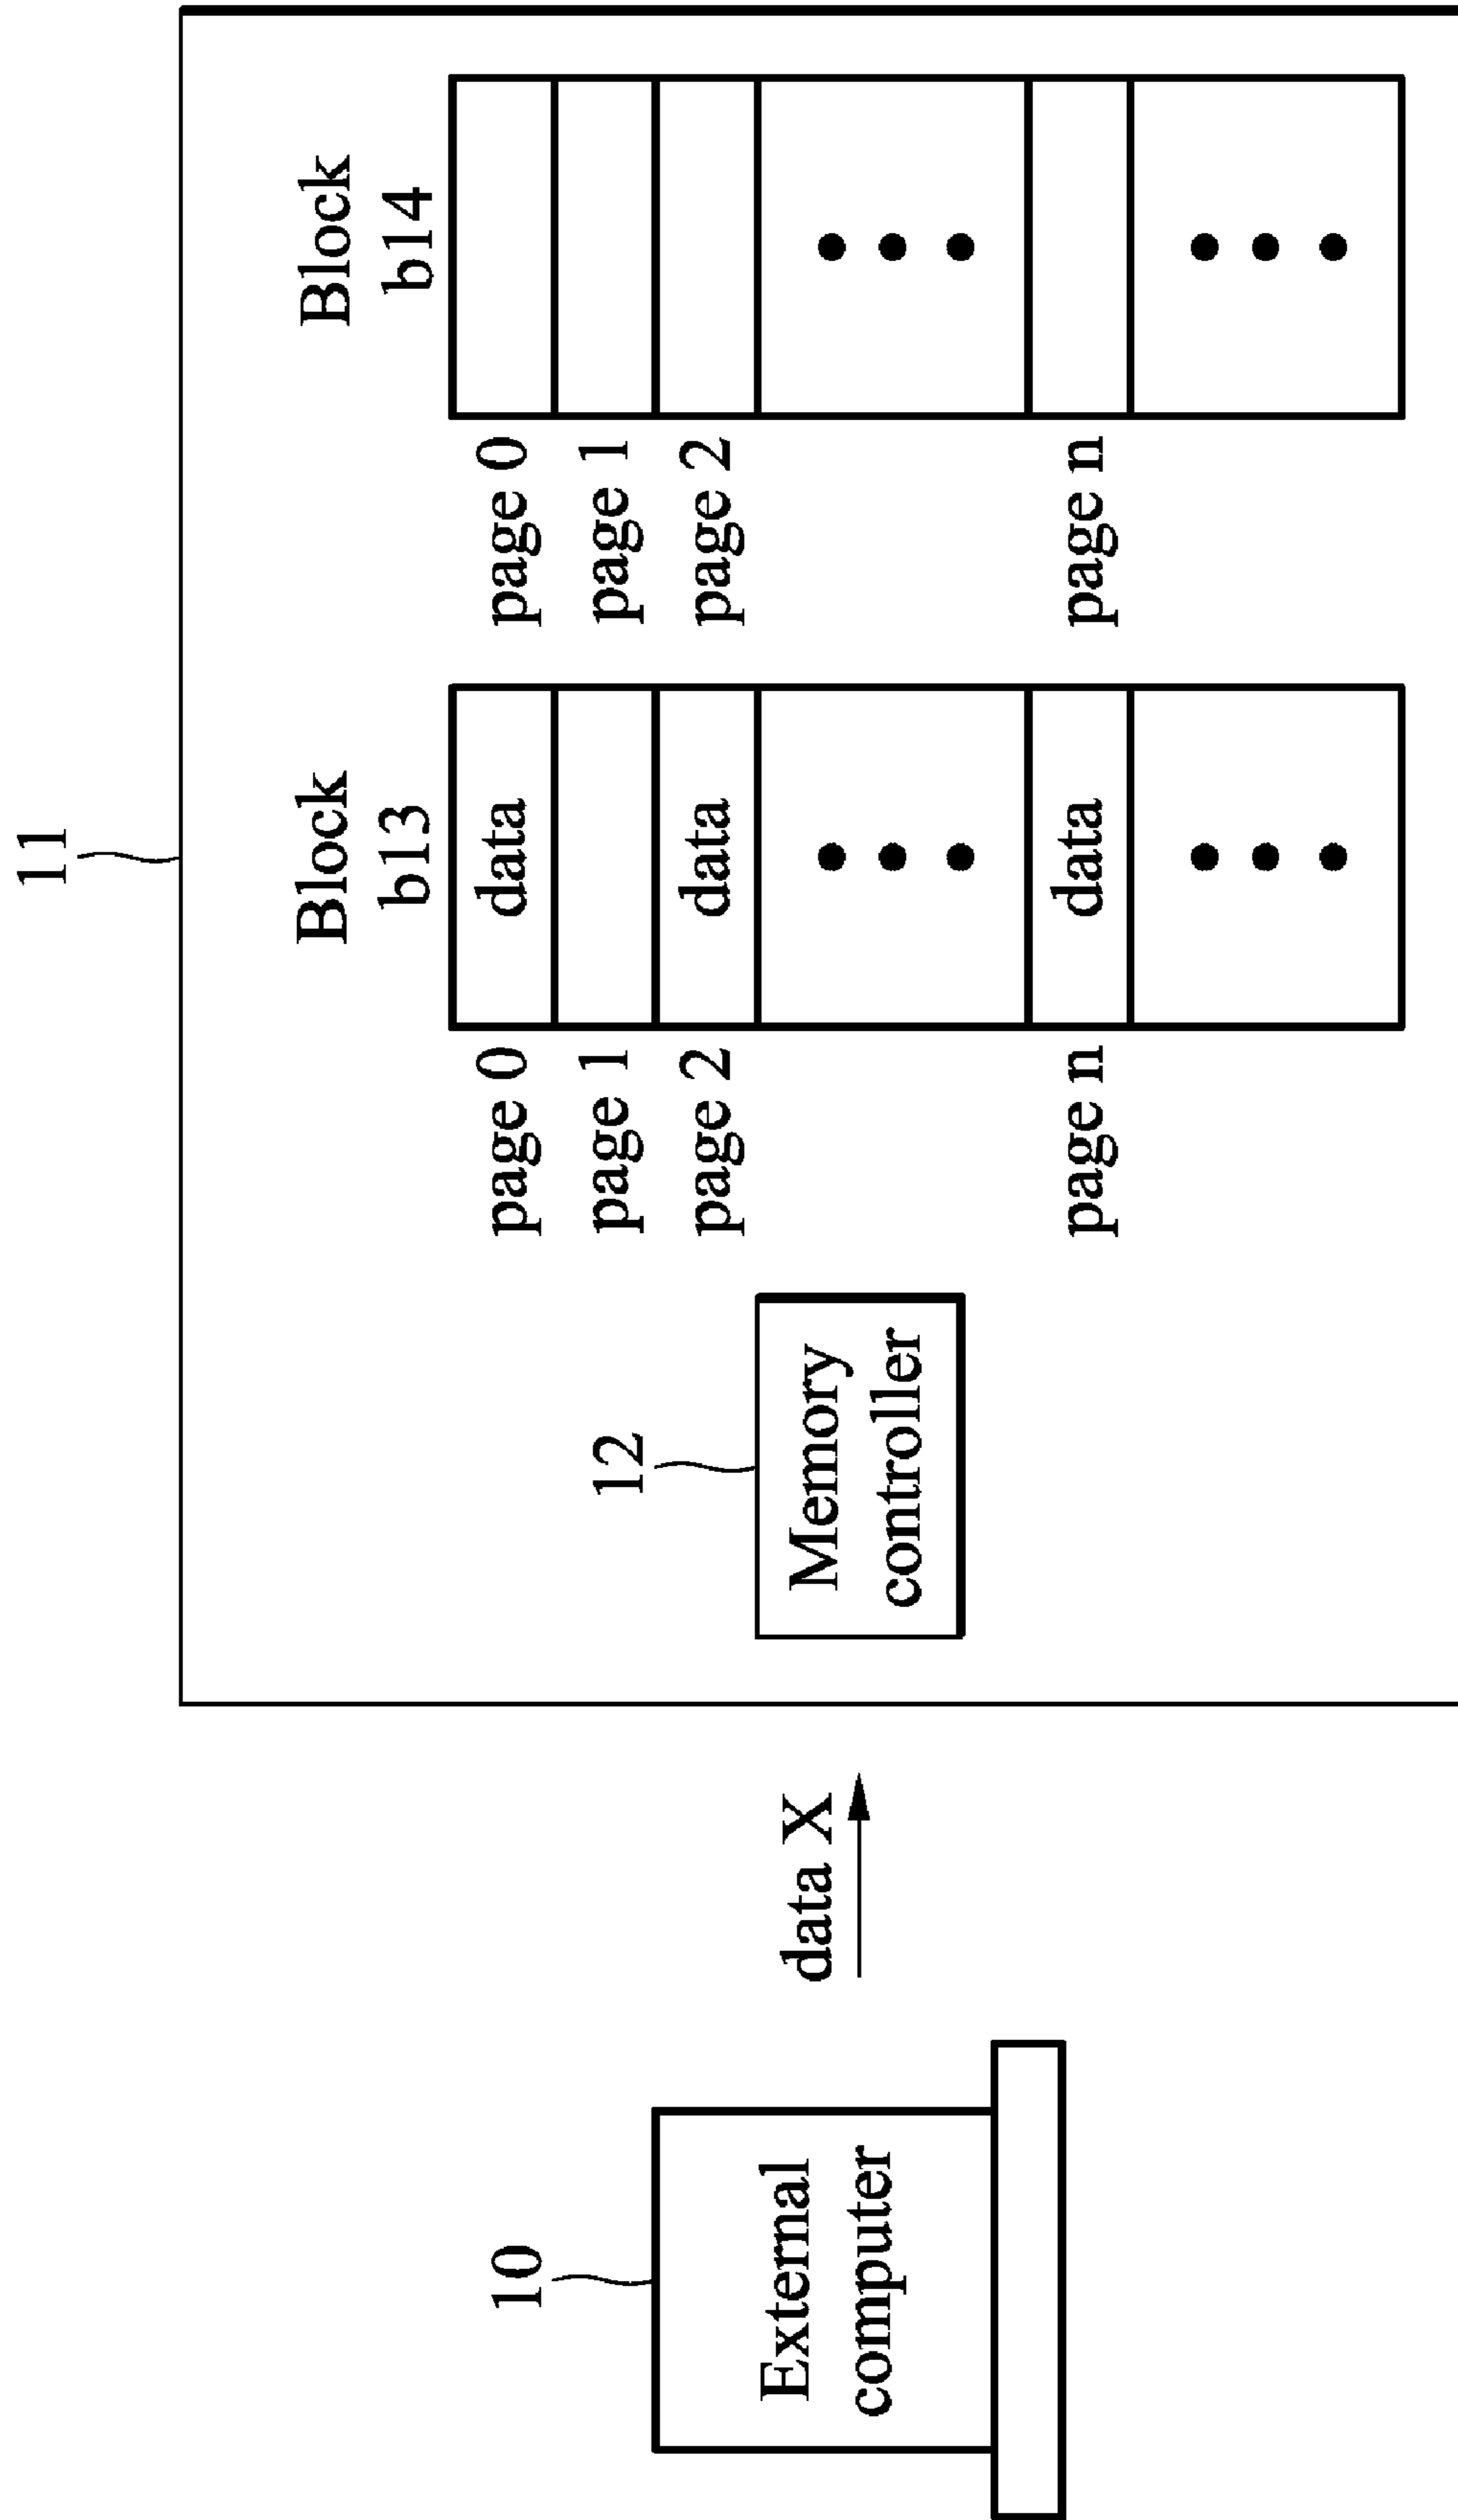 11
Block
b13
Block
b14
10
External
computer
data X
12
Memory
controller
page 0
data
page 1
page 2
data
page n
data
page 0
page 1
page 2
page n